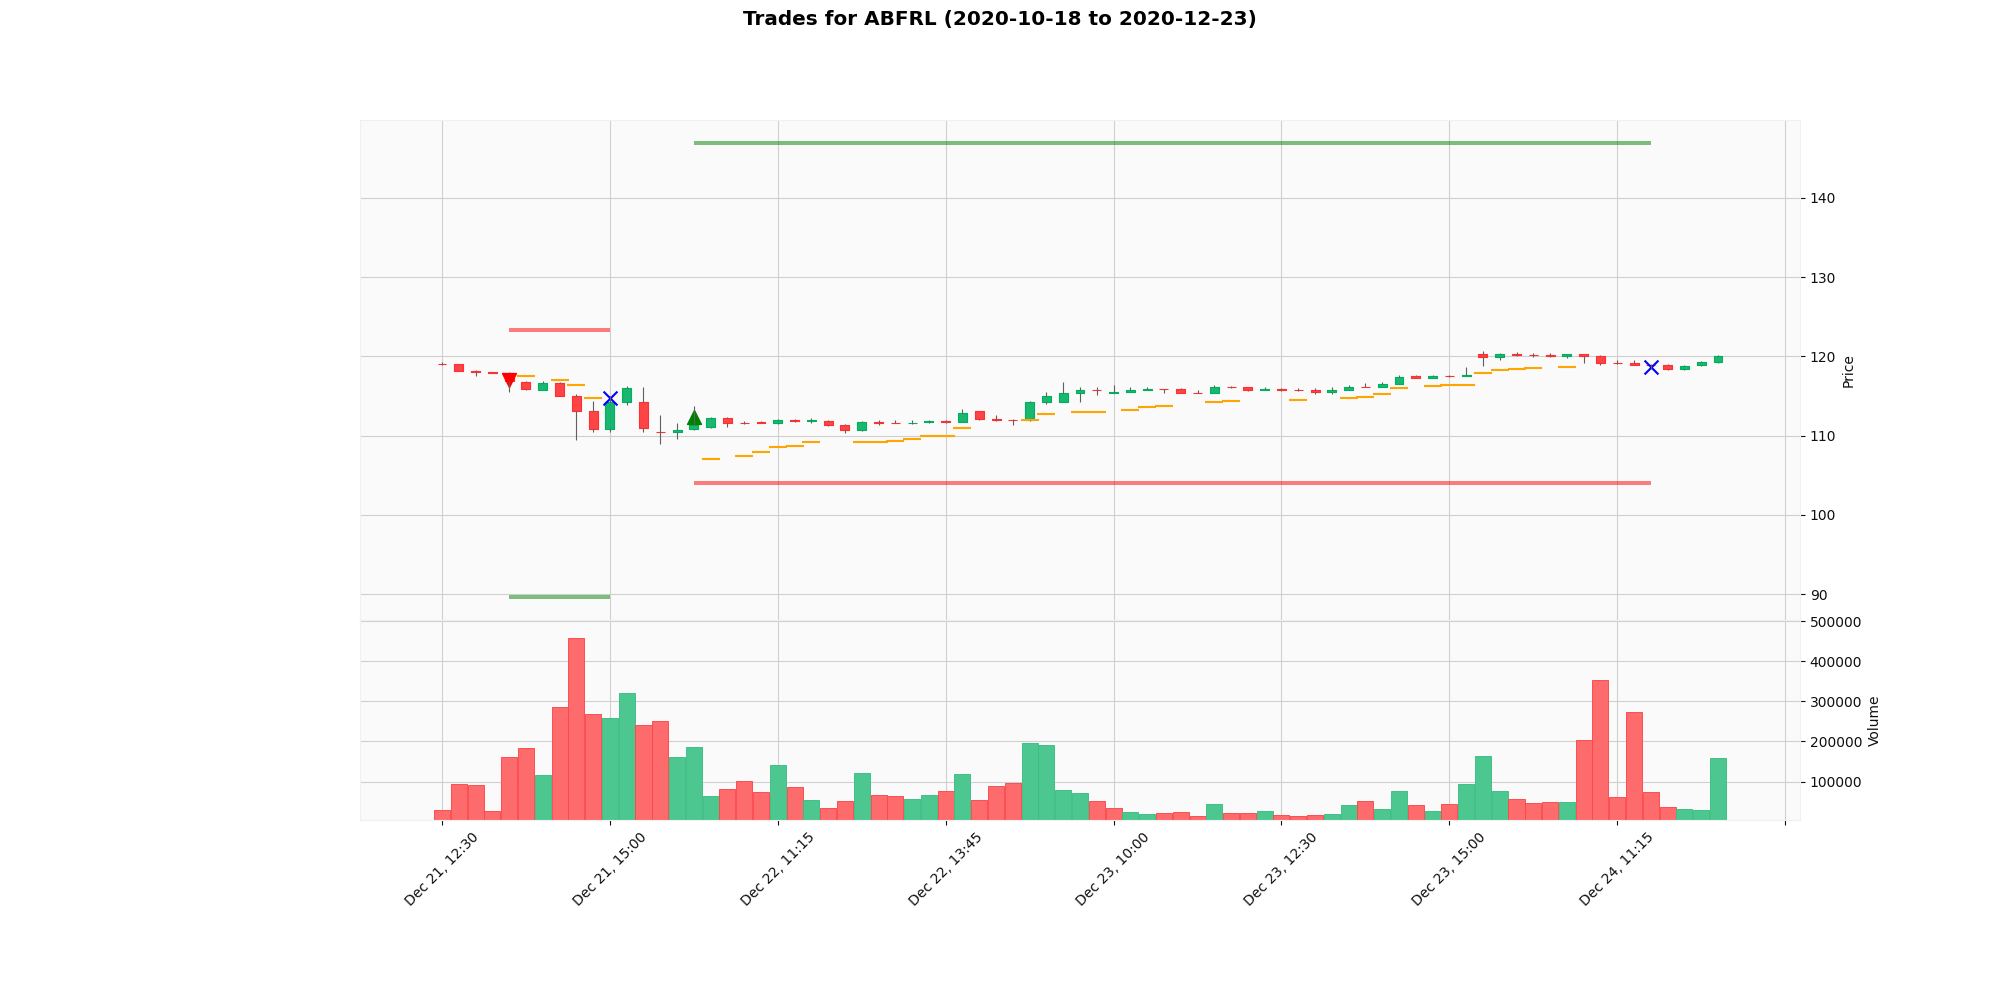 Trades for ABFRL (2020-10-18 to 2020-12-23)
140
130
120
110
100
90
Price
500000
400000
300000
200000
100000
Volume
Dec 21, 12:30
Dec 21, 15:00
Dec 22, 11:15
Dec 22, 13:45
Dec 23, 10:00
Dec 23, 12:30
Dec 23, 15:00
Dec 24, 11:15